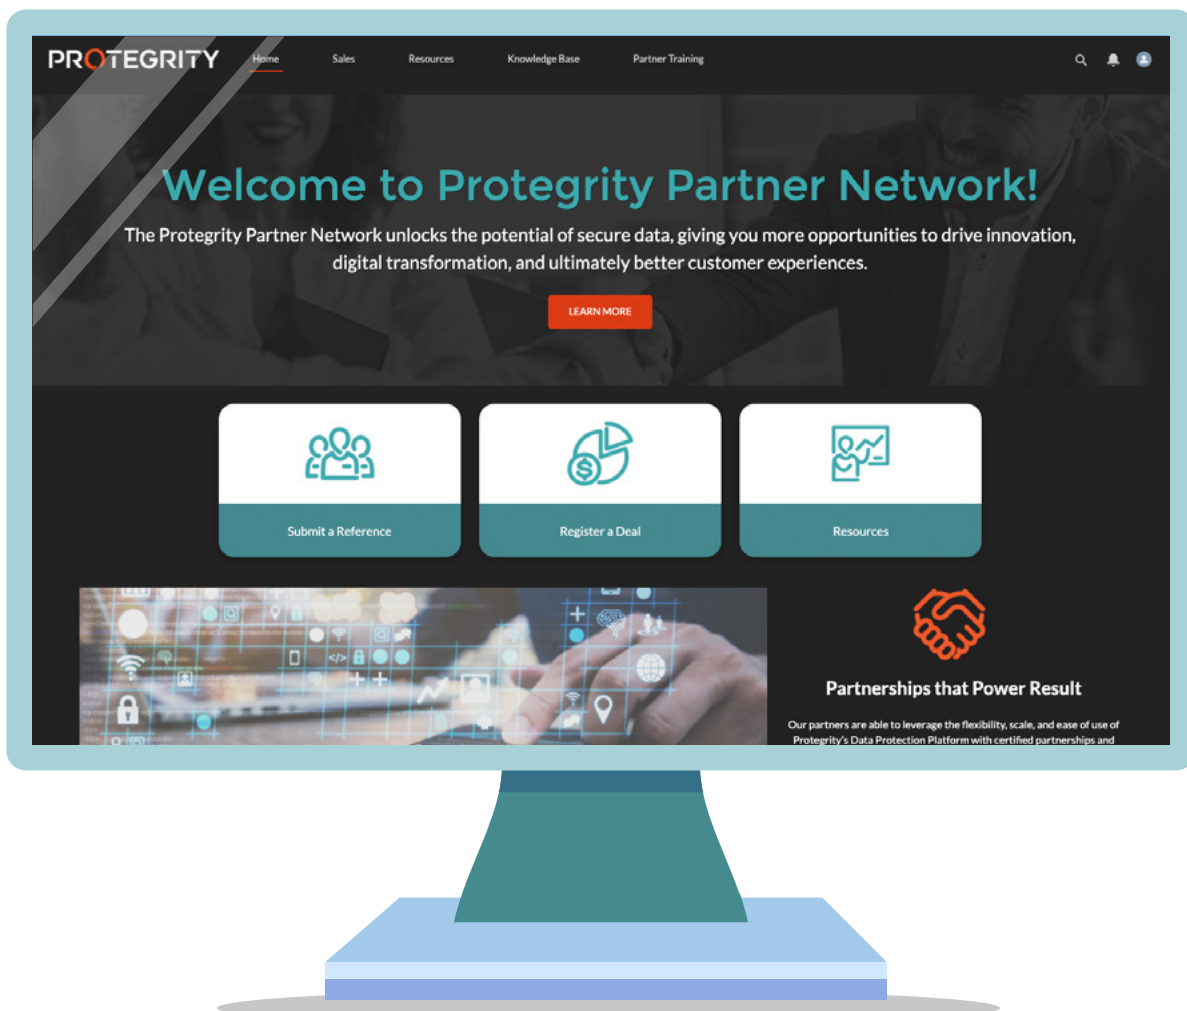 PROTEGRITY
Home
Sales
Resources
Knowledge Base
Partner Training
Welcome to Protegrity Partner Network!
The Protegrity Partner Network unlocks the potential of secure data, giving you more opportunities to drive innovation,
digital transformation, and ultimately better customer experiences.
LEARN MORE
Submit a Reference
Register a Deal
Resources
Partnerships that Power Result
Our partners are able to leverage the flexibility, scale, and ease of use of
Protegrity's Data Protection Platform with certified partnerships and